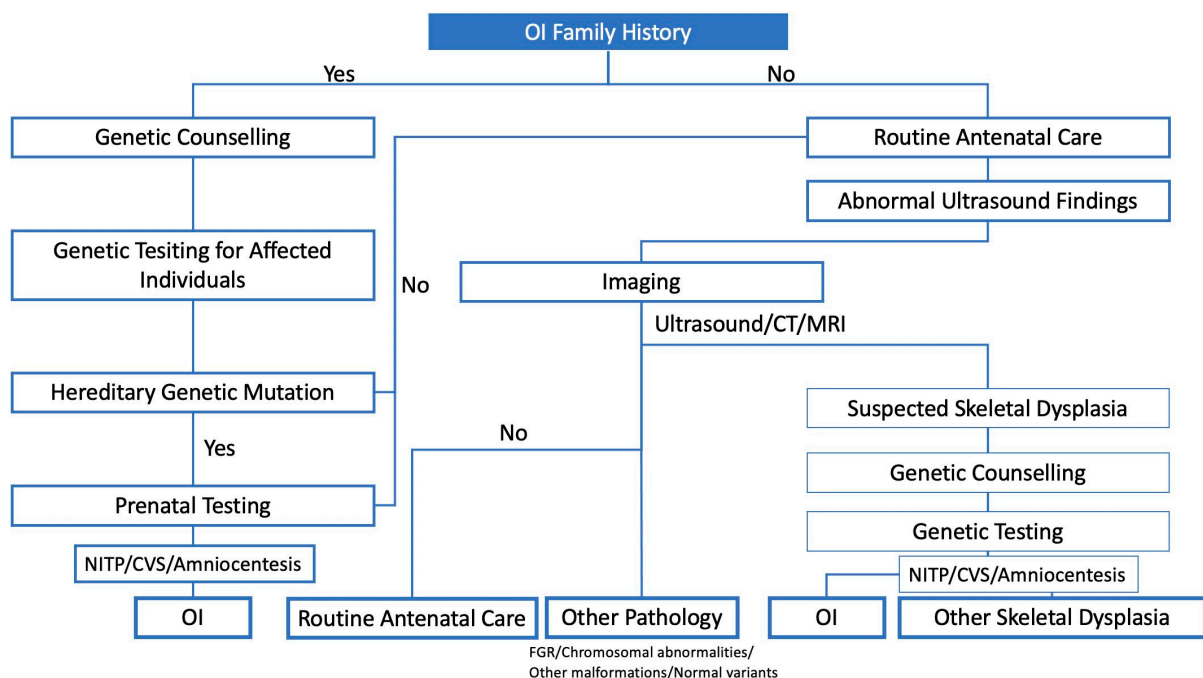 OI Family History
Yes
No
Genetic Counselling
Routine Antenatal Care
Abnormal Ultrasound Findings
Genetic Tesiting for Affected
Individuals
No
Imaging
Ultrasound/CT/MRI
Hereditary Genetic Mutation
Suspected Skeletal Dysplasia
Yes
No
Genetic Counselling
Prenatal Testing
Genetic Testing
NITP/CVS/Amniocentesis
NITP/CVS/Amniocentesis
OI
Routine Antenatal Care
Other Pathology
OI
Other Skeletal Dysplasia
FGR/Chromosomal abnormalities/
Other malformations/Normal variants